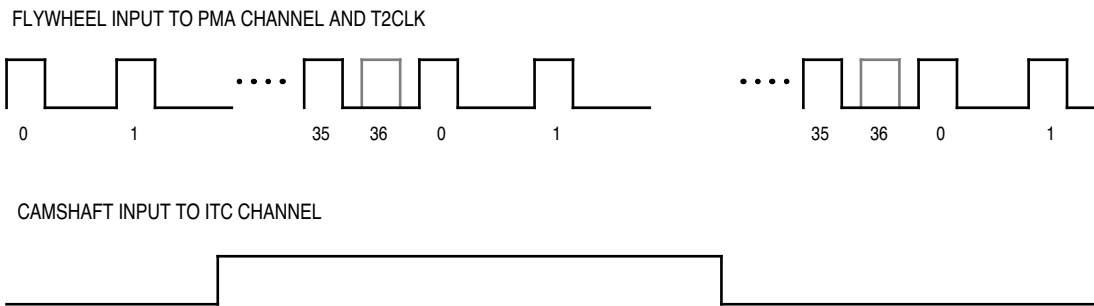 FLYWHEEL INPUT TO PMA CHANNEL AND T2CLK
0 1 35 36 0 1 35 36 0 1
CAMSHAFT INPUT TO ITC CHANNEL